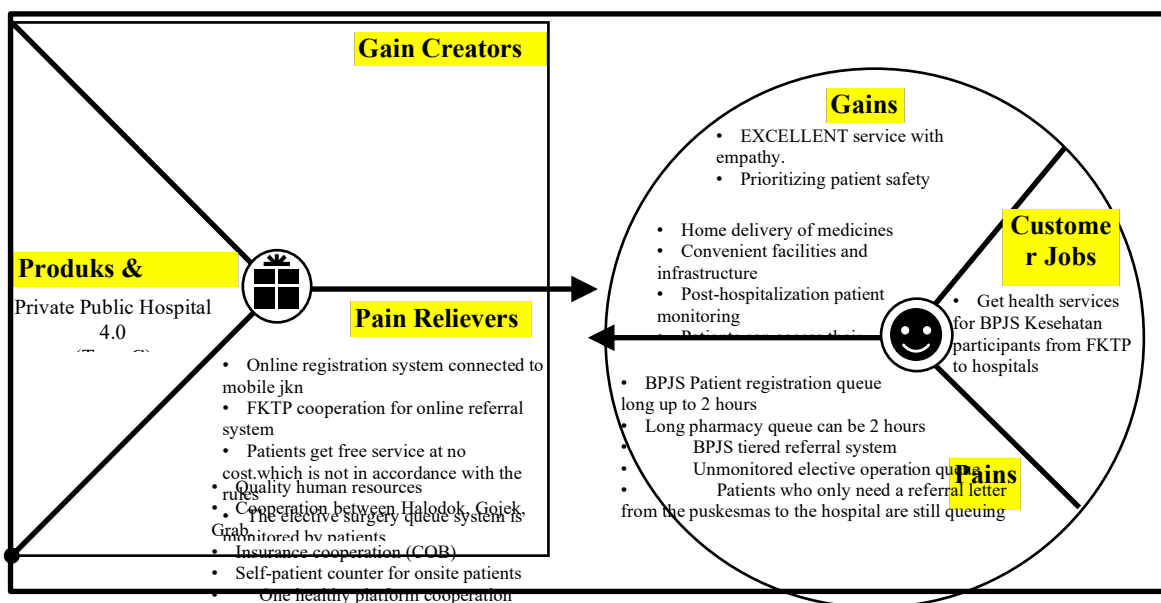 Gain Creators
Produks &
Private Public Hospital
4.0
Pain Relievers
• Online registration system connected to
mobile jkn
• FKTP cooperation for online referral
system
• Patients get free service at no
cost.which is not in accordance with the
rules
• The elective surgery queue system is
monitored by patients
• Quality human resources
• Cooperation between Halodok, Gojek,
Grab
• Insurance cooperation (COB)
• Self-patient counter for onsite patients
• One healthy platform cooperation
Gains
• EXCELLENT service with
empathy.
• Prioritizing patient safety
• Home delivery of medicines
• Convenient facilities and
infrastructure
• Post-hospitalization patient
monitoring
• Patients can access their
Custome
r Jobs
• Get health services
for BPJS Kesehatan
participants from FKTP
to hospitals
Pains
• BPJS Patient registration queue
long up to 2 hours
• Long pharmacy queue can be 2 hours
• BPJS tiered referral system
• Unmonitored elective operation queue
• Patients who only need a referral letter
from the puskesmas to the hospital are still queuing